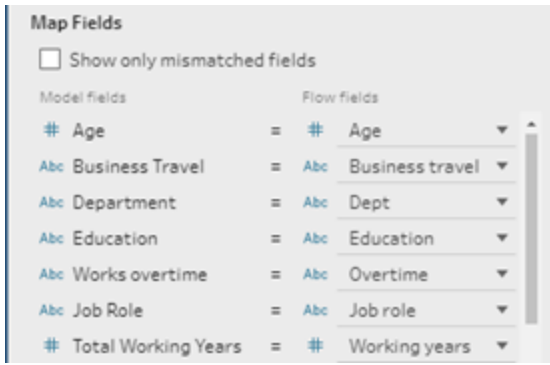 Map Fields
Show only mismatched fields
Model fields Flow fields
# Age = # Age
Abc Business Travel = Abc Business travel
Abc Department = Abc Dept
Abc Education = Abc Education
Abc Works overtime = Abc Overtime
Abc Job Role = Abc Job role
# Total Working Years = # Working years